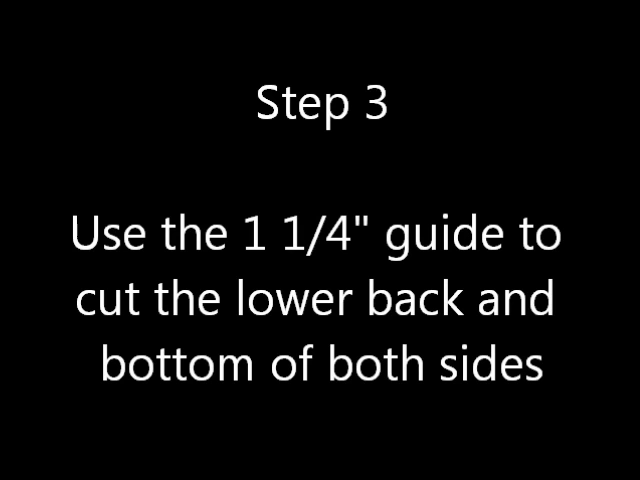 Step 3
Use the 1 1/4" guide to
cut the lower back and
bottom of both sides